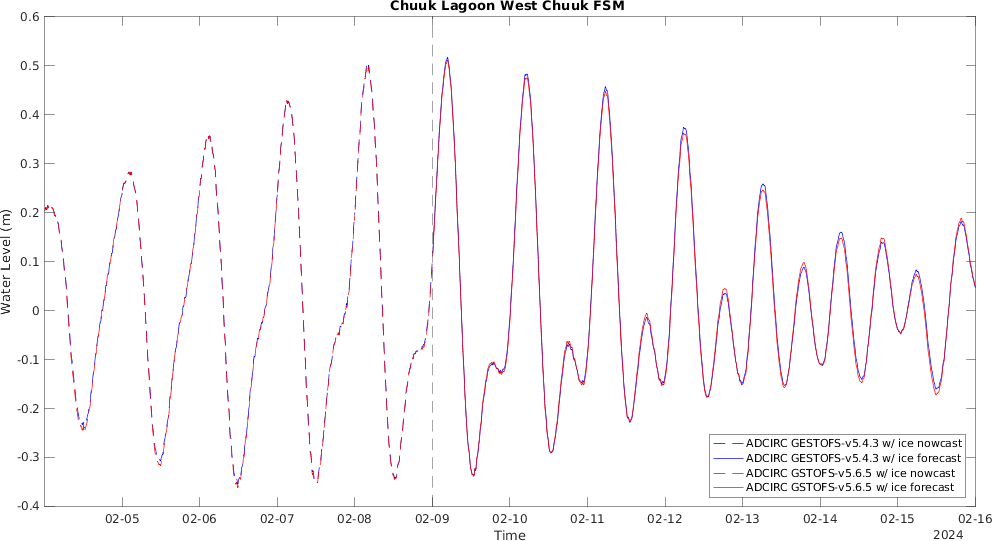 Chuuk Lagoon West Chuuk FSM
Water Level (m)
0.6
0.5
0.4
0.3
0.2
0.1
0
-0.1
-0.2
-0.3
-0.4
02-05 02-06 02-07 02-08 02-09 02-10 02-11 02-12 02-13 02-14 02-15 02-16
Time
2024
ADCIRC GESTOFS-v5.4.3 w/ ice nowcast
ADCIRC GESTOFS-v5.4.3 w/ ice forecast
ADCIRC GSTOFS-v5.6.5 w/ ice nowcast
ADCIRC GSTOFS-v5.6.5 w/ ice forecast